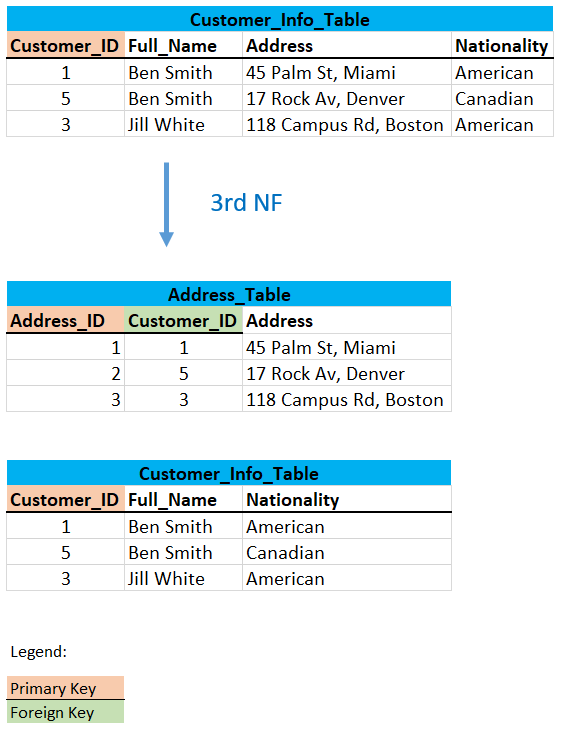 Customer_Info_Table
Customer_ID Full_Name Address Nationality
1 Ben Smith 45 Palm St, Miami American
5 Ben Smith 17 Rock Av, Denver Canadian
3 Jill White 118 Campus Rd, Boston American
3rd NF
Address_Table
Address_ID Customer_ID Address
1 1 45 Palm St, Miami
2 5 17 Rock Av, Denver
3 3 118 Campus Rd, Boston
Customer_Info_Table
Customer_ID Full_Name Nationality
1 Ben Smith American
5 Ben Smith Canadian
3 Jill White American
Legend:
Primary Key
Foreign Key